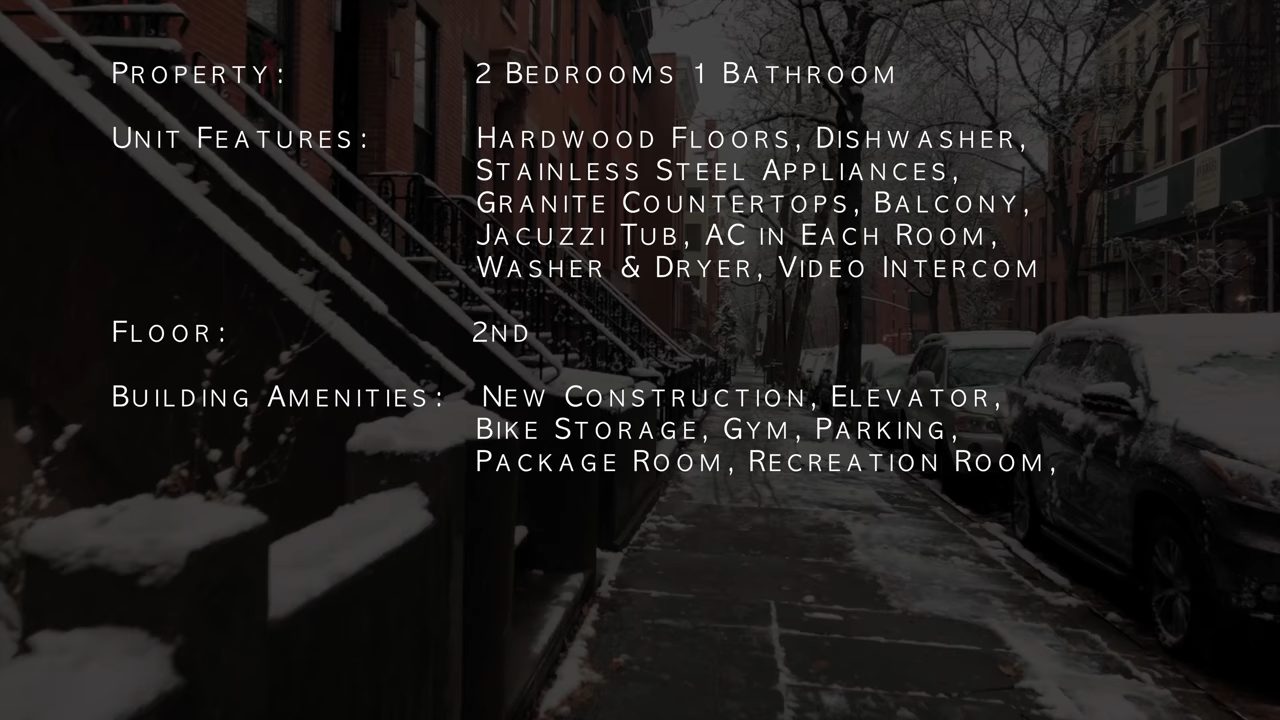 Property: 2 Bedrooms 1 Bathroom
Unit Features: Hardwood Floors, Dishwasher,
Stainless Steel Appliances,
Granite Countertops, Balcony,
Jacuzzi Tub, AC in Each Room,
Washer & Dryer, Video Intercom
Floor: 2nd
Building Amenities: New Construction, Elevator,
Bike Storage, Gym, Parking,
Package Room, Recreation Room,